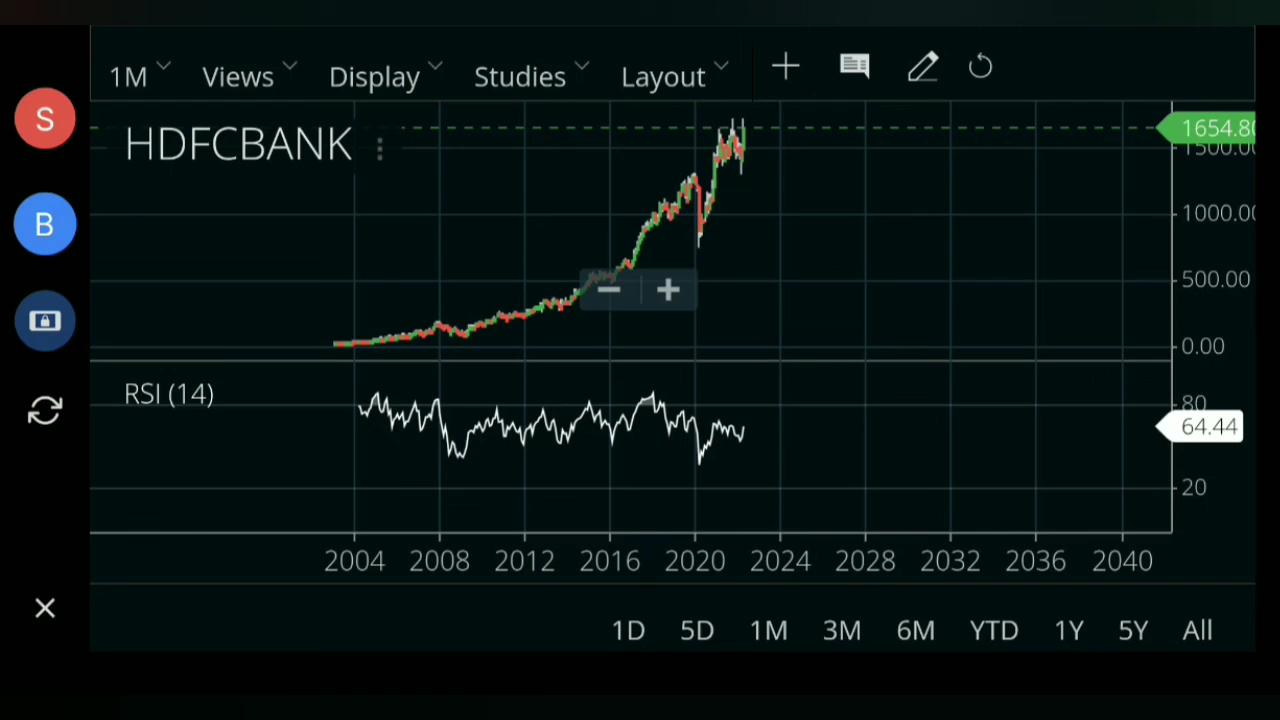 1M Views Display Studies Layout
S
HDFCBANK
1654.80
1500.00
B
1000.00
500.00
0.00
RSI (14)
80
64.44
20
2004 2008 2012 2016 2020 2024 2028 2032 2036 2040
1D 5D 1M 3M 6M YTD 1Y 5Y All